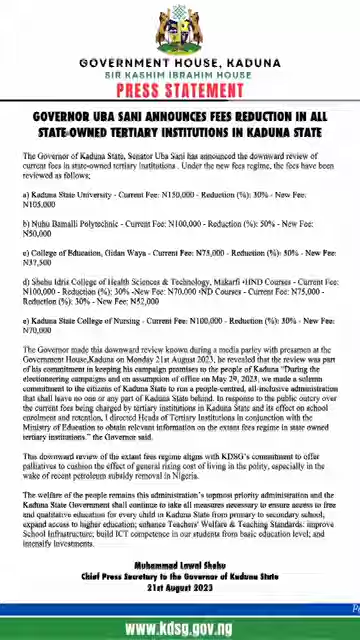 GOVERNMENT HOUSE, KADUNA
SIR KASHIM IBRAHIM HOUSE
PRESS STATEMENT
GOVERNOR UBA SANI ANNOUNCES FEES REDUCTION IN ALL
STATE-OWNED TERTIARY INSTITUTIONS IN KADUNA STATE
The Governor of Kaduna State, Senator Uba Sani has announced the downward review of
current fees in state-owned tertiary institutions . Under the new fees regime, the fees have been
reviewed as follows;
a) Kaduna State University - Current Fee: N150,000 - Reduction (%): 30% - New Fee:
N105,000
b) Nuhu Bamalli Polytechnic - Current Fee: N100,000 - Reduction (%): 50% - New Fee:
N50,000
c) College of Education, Gidan Waya - Current Fee: N75,000 - Reduction (%): 50% - New Fee:
N37,500
d) Shehu Idris College of Health Sciences & Technology, Makarfi •HND Courses - Current Fee:
N100,000 - Reduction (%): 30% -New Fee: N70,000 •ND Courses - Current Fee: N75,000 -
Reduction (%): 30% - New Fee: N52,000
e) Kaduna State College of Nursing - Current Fee: N100,000 - Reduction (%): 30% - New Fee:
N70,000
The Governor made this downward review known during a media parley with pressmen at the
Government House,Kaduna on Monday 21st August 2023, he revealed that the review was part
of his commitment in keeping his campaign promises to the people of Kaduna "During the
electioneering campaigns and on assumption of office on May 29, 2023, we made a solemn
commitment to the citizens of Kaduna State to run a people-centred, all-inclusive administration
that shall leave no one or any part of Kaduna State behind. In response to the public outcry over
the current fees being charged by tertiary institutions in Kaduna State and its effect on school
enrolment and retention, I directed Heads of Tertiary Institutions in conjunction with the
Ministry of Education to obtain relevant information on the extant fees regime in state owned
tertiary institutions." the Governor said.
This downward review of the extant fees regime aligns with KDSG's commitment to offer
palliatives to cushion the effect of general rising cost of living in the polity, especially in the
wake of recent petroleum subsidy removal in Nigeria.
The welfare of the people remains this administration's topmost priority administration and the
Kaduna State Government shall continue to take all measures necessary to ensure access to free
and qualitative education for every child in Kaduna State from primary to secondary school;
expand access to higher education; enhance Teachers' Welfare & Teaching Standards; improve
School Infrastructure; build ICT competence in our students from basic education level; and
intensify investments.
Muhammad Lawal Shehu
Chief Press Secretary to the Governor of Kaduna State
21st August 2023
www.kdsg.gov.ng